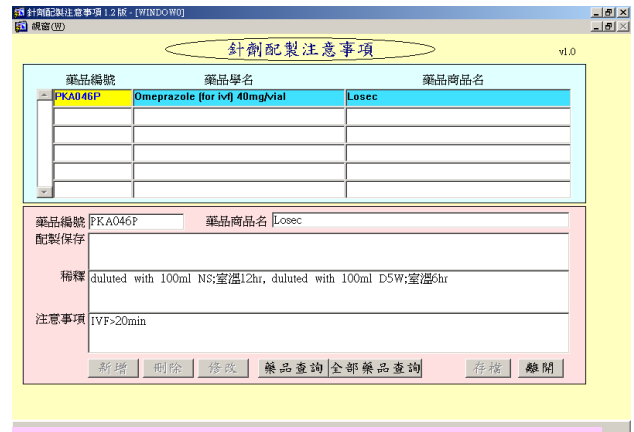 針劑配製注意事項 1.2 版 - [WINDOW0]
視窗(W)
針劑配製注意事項
v1.0
藥品編號 藥品學名 藥品商品名
PKA046P Omeprazole (for ivf) 40mg/vial Losec
藥品編號 PKA046P 藥品商品名 Losec
配製保存
稀釋 duluted with 100ml NS;室溫12hr, duluted with 100ml D5W;室溫6hr
注意事項 IVF>20min
新增 刪除 修改 藥品查詢 全部藥品查詢 存檔 離開